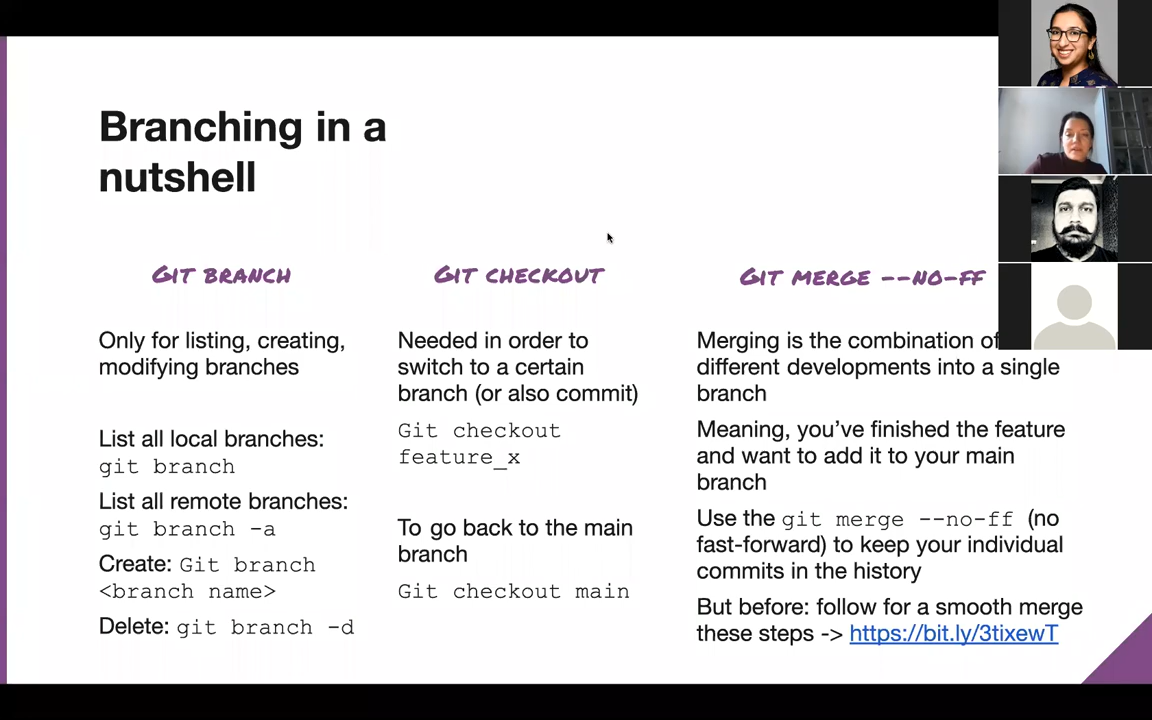 Branching in a
nutshell
GIT BRANCH
Only for listing, creating,
modifying branches
List all local branches:
git branch
List all remote branches:
git branch -a
Create: Git branch
<branch name>
Delete: git branch -d
GIT CHECKOUT
Needed in order to
switch to a certain
branch (or also commit)
Git checkout
feature_x
To go back to the main
branch
Git checkout main
GIT MERGE --NO-FF
Merging is the combination of
different developments into a single
branch
Meaning, you've finished the feature
and want to add it to your main
branch
Use the git merge --no-ff (no
fast-forward) to keep your individual
commits in the history
But before: follow for a smooth merge
these steps -> https://bit.ly/3tixewT